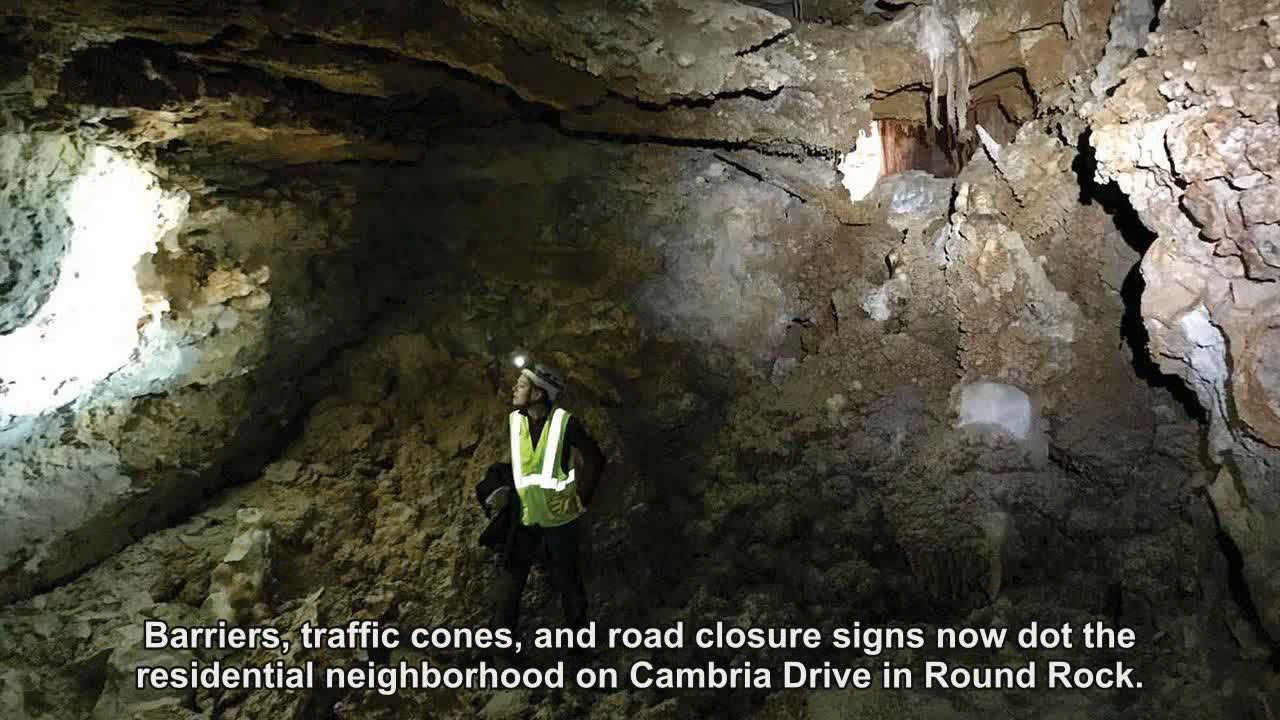 Barriers, traffic cones, and road closure signs now dot the
residential neighborhood on Cambria Drive in Round Rock.